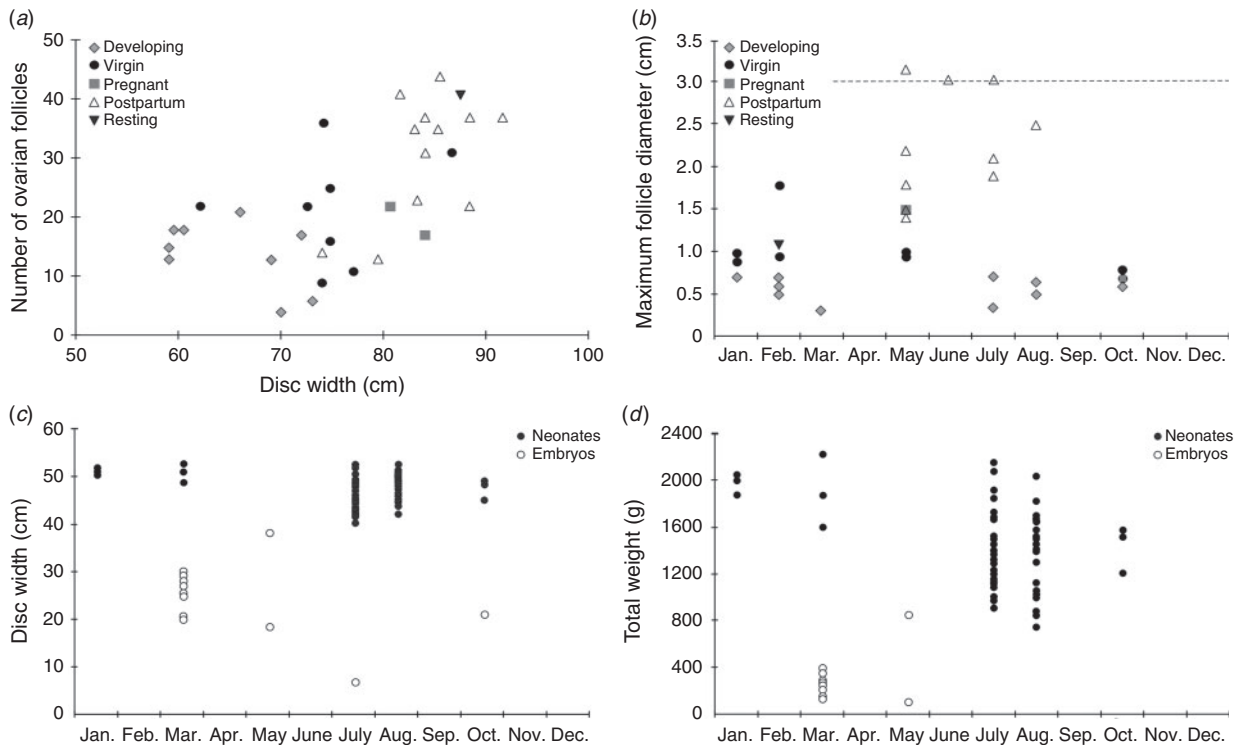 (a)
Number of ovarian follicles
50
40
30
20
10
0
Developing
Virgin
Pregnant
Postpartum
Resting
50 60 70 80 90 100
Disc width (cm)
(b)
Maximum follicle diameter (cm)
3.5
3.0
2.5
2.0
1.5
1.0
0.5
0
Developing
Virgin
Pregnant
Postpartum
Resting
Jan. Feb. Mar. Apr. May June July Aug. Sep. Oct. Nov. Dec.
(c)
Disc width (cm)
60
50
40
30
20
10
0
Neonates
Embryos
Jan. Feb. Mar. Apr. May June July Aug. Sep. Oct. Nov. Dec.
(d)
Total weight (g)
2400
2000
1600
1200
800
400
0
Neonates
Embryos
Jan. Feb. Mar. Apr. May June July Aug. Sep. Oct. Nov. Dec.